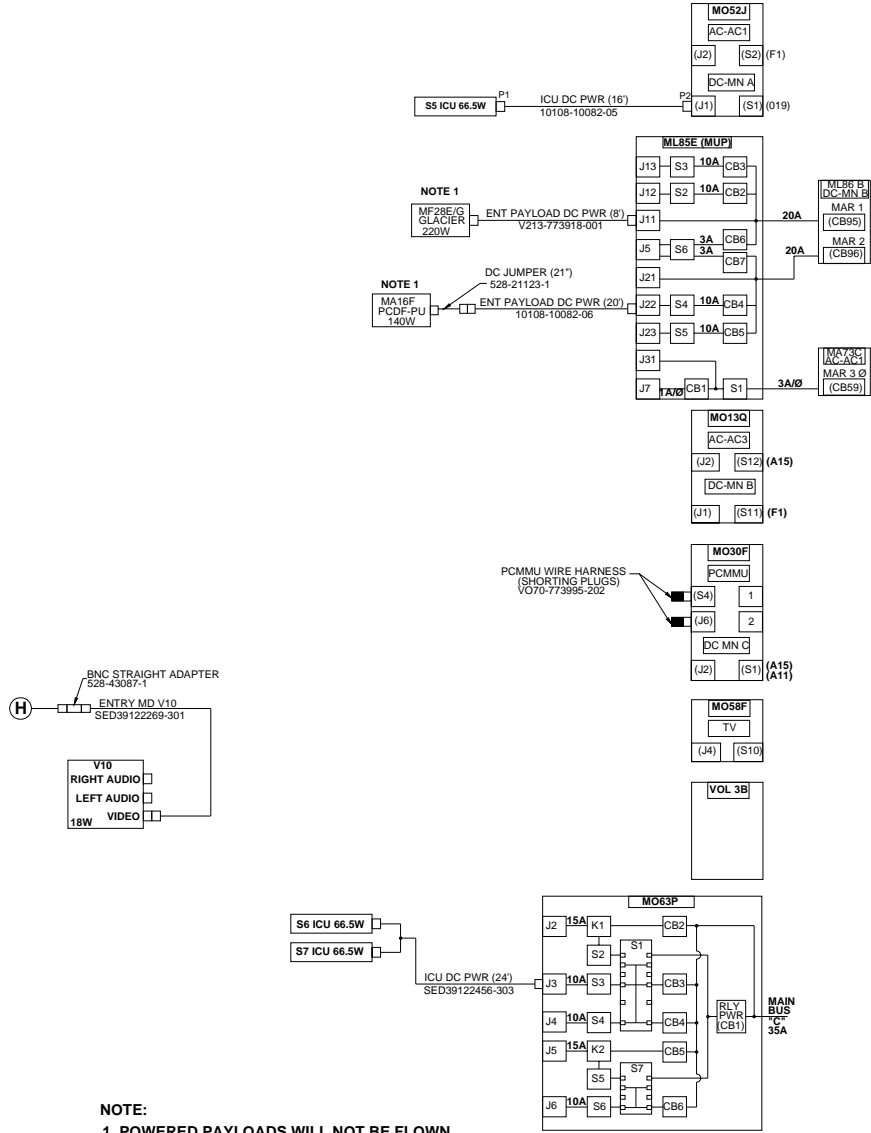 MO52J
AC-AC1
(J2) (S2) (F1)
DC-MN A
(J1) (S1) (019)
S5 ICU 66.5W
P1
ICU DC PWR (16')
10108-10082-05
P2
ML85E (MUP)
J13 S3 10A CB3
J12 S2 10A CB2
J11
J5 S6 3A CB6
3A CB7
J21
J22 S4 10A CB4
J23 S5 10A CB5
J31
J7 1A/Ø CB1 S1
3A/Ø
20A
20A
ML86 B
DC-MN B
MAR 1
(CB95)
MAR 2
(CB96)
MA73C
AC-AC1
MAR 3 Ø
(CB59)
NOTE 1
MF28E/G
GLACIER
220W
ENT PAYLOAD DC PWR (8')
V213-773918-001
DC JUMPER (21")
528-21123-1
NOTE 1
MA16F
PCDF-PU
140W
ENT PAYLOAD DC PWR (20')
10108-10082-06
MO13Q
AC-AC3
(J2) (S12) (A15)
DC-MN B
(J1) (S11) (F1)
MO30F
PCMMU
(S4) 1
(J6) 2
DC MN C
(J2) (S1) (A15)
(A11)
PCMMU WIRE HARNESS
(SHORTING PLUGS)
VO70-773995-202
BNC STRAIGHT ADAPTER
528-43087-1
H
ENTRY MD V10
SED39122269-301
V10
RIGHT AUDIO
LEFT AUDIO
VIDEO
18W
MO58F
TV
(J4) (S10)
VOL 3B
MO63P
J2 15A K1 CB2
S2 S1
J3 10A S3 CB3
J4 10A S4 CB4
J5 15A K2 CB5
S5 S7
J6 10A S6 CB6
RLY
PWR
(CB1)
MAIN
BUS
"C"
35A
S6 ICU 66.5W
S7 ICU 66.5W
ICU DC PWR (24')
SED39122456-303
NOTE:
1. POWERED PAYLOADS WILL NOT BE FLOWN